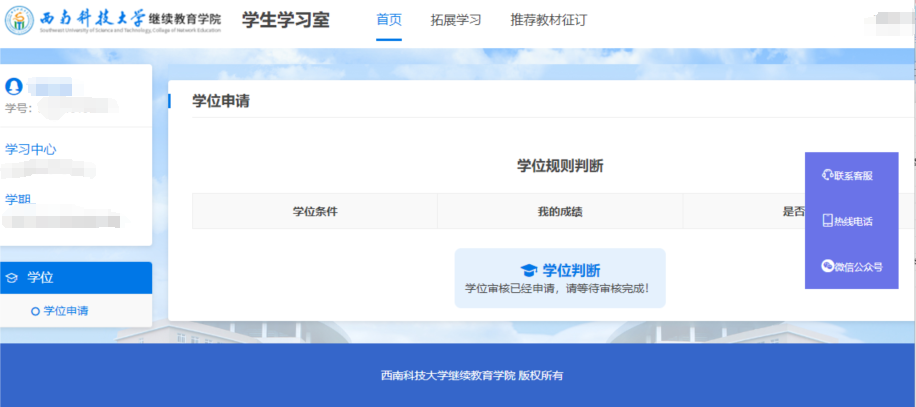 西南科技大学继续教育学院
Southwest University of Science and Technology, College of Network Education
学生学习室
首页
拓展学习
推荐教材征订
学号:
学习中心
学期
学位
学位申请
学位申请
学位规则判断
学位条件
我的成绩
是否
学位判断
学位审核已经申请，请等待审核完成！
联系客服
热线电话
微信公众号
西南科技大学继续教育学院 版权所有